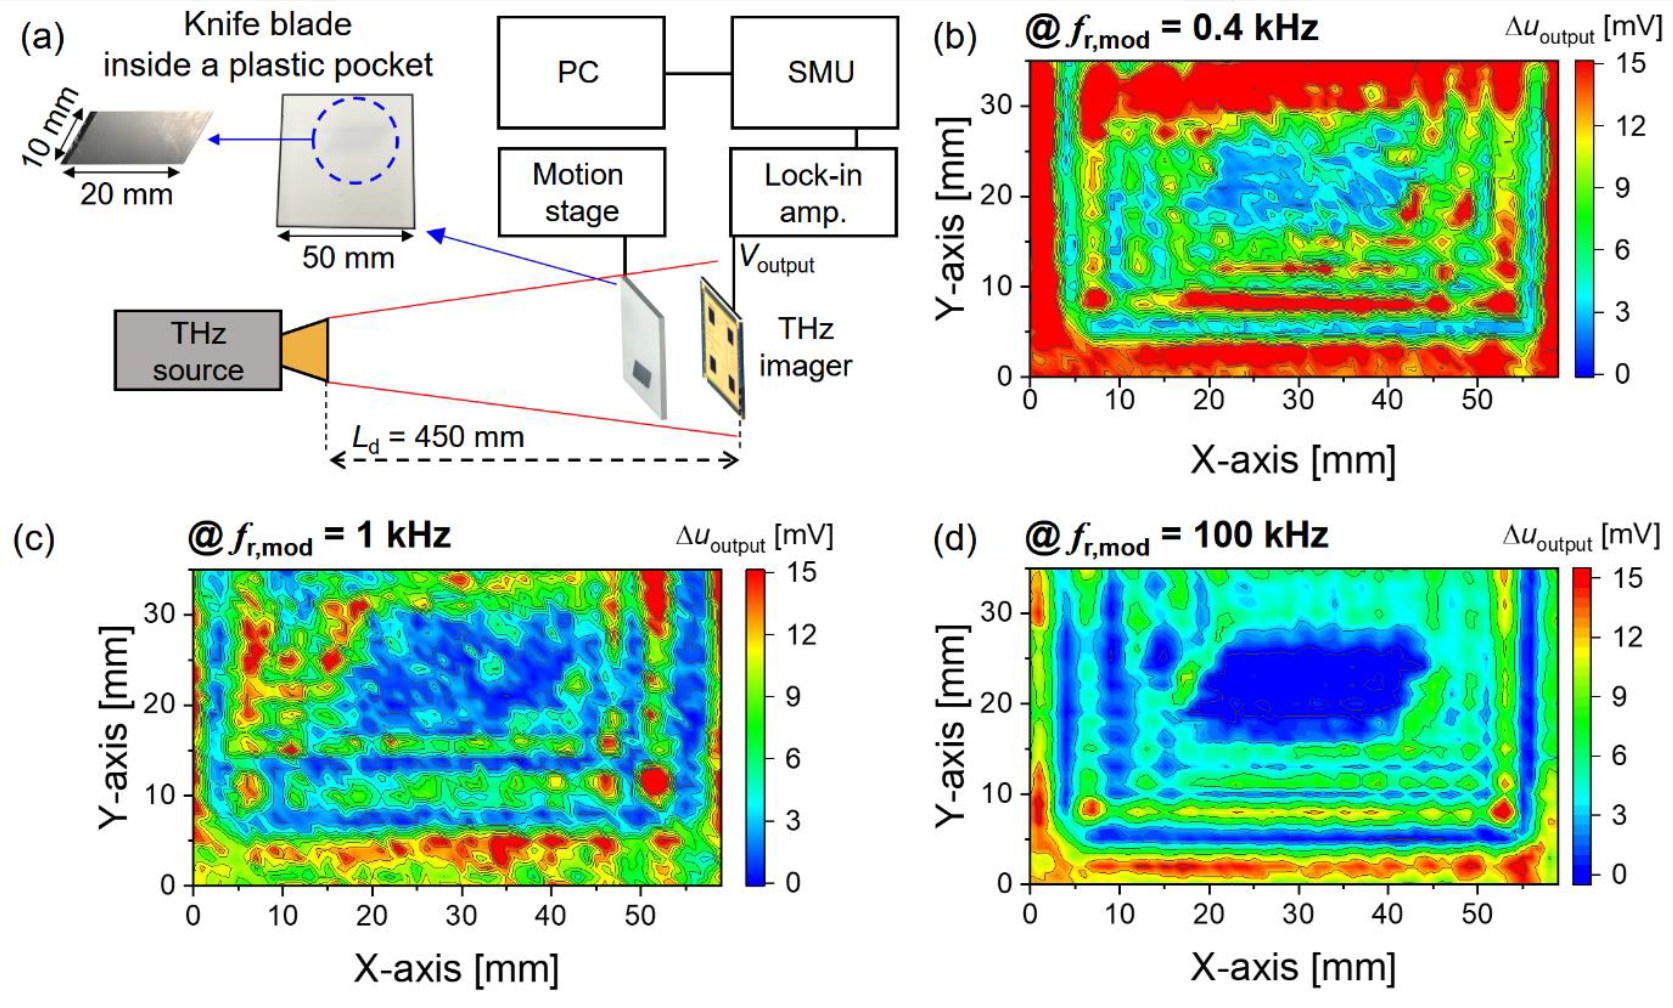 (a)
Knife blade
inside a plastic pocket
10 mm
20 mm
50 mm
PC
SMU
Motion
stage
Lock-in
amp.
Voutput
THz
source
THz
imager
Ld = 450 mm
(b)
@ fr,mod = 0.4 kHz
Δuoutput [mV]
Y-axis [mm]
30
20
10
0
0 10 20 30 40 50
X-axis [mm]
15
12
9
6
3
0
(c)
@ fr,mod = 1 kHz
Δuoutput [mV]
Y-axis [mm]
30
20
10
0
0 10 20 30 40 50
X-axis [mm]
15
12
9
6
3
0
(d)
@ fr,mod = 100 kHz
Δuoutput [mV]
Y-axis [mm]
30
20
10
0
0 10 20 30 40 50
X-axis [mm]
15
12
9
6
3
0